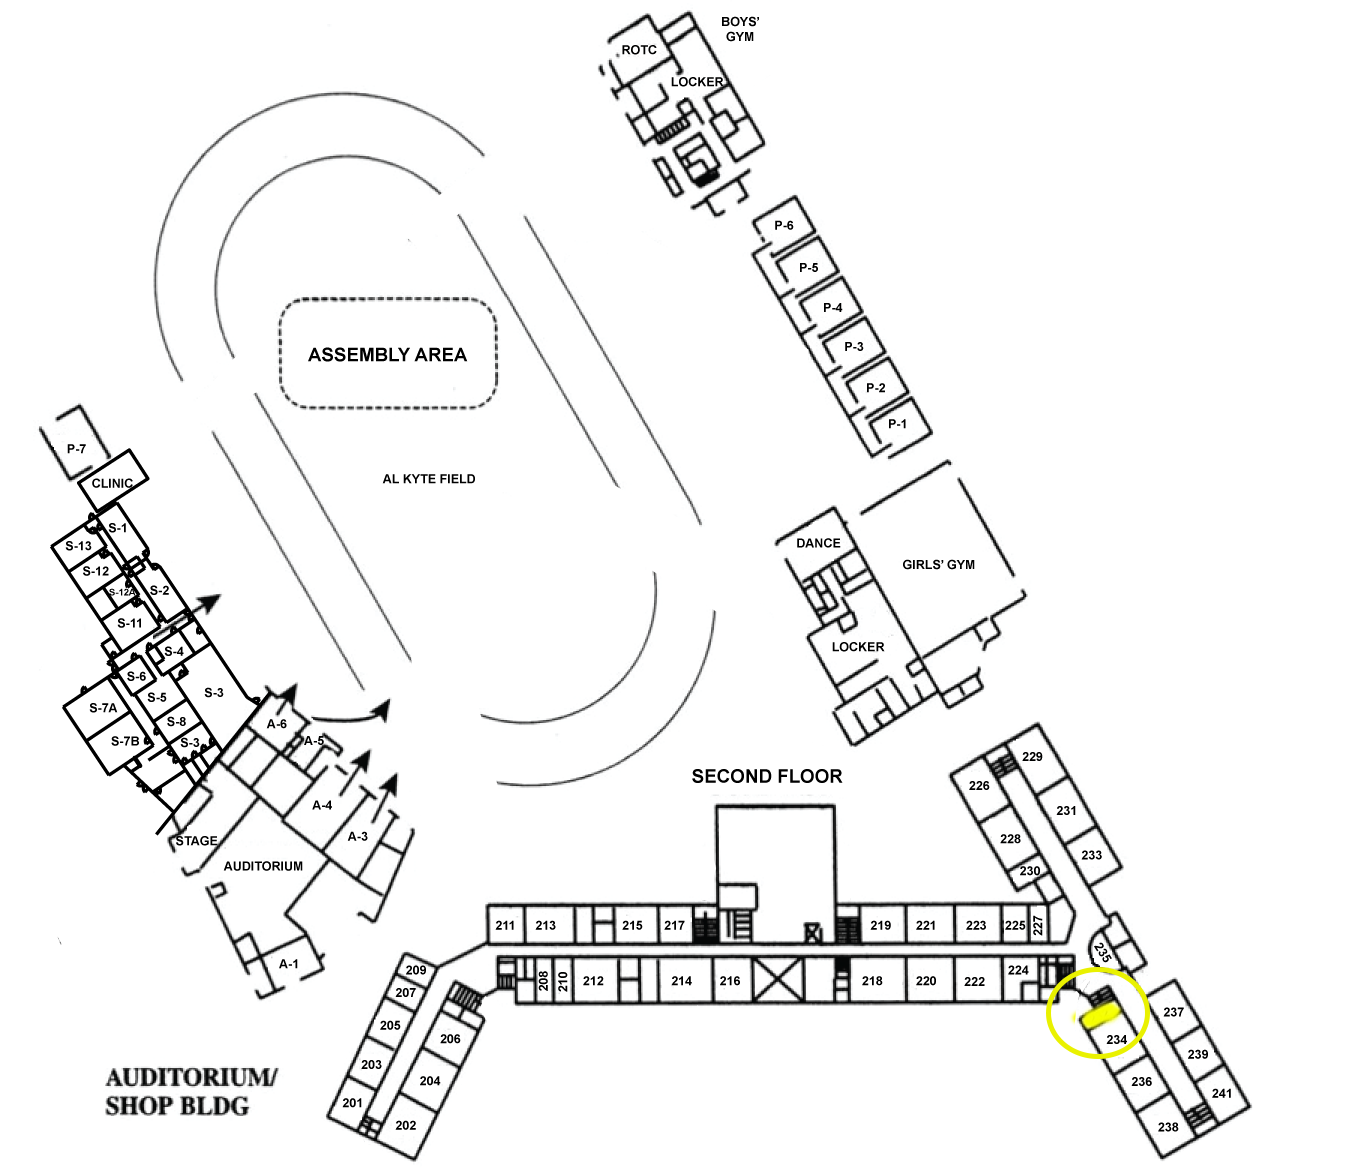 BOYS'
GYM
ROTC
LOCKER
P-6
P-5
P-4
P-3
P-2
P-1
ASSEMBLY AREA
AL KYTE FIELD
P-7
CLINIC
S-1
S-13
S-12
S-12A
S-2
S-11
S-4
S-6
S-5
S-3
S-7A
S-8
S-7B
S-3
A-6
A-5
A-4
A-3
STAGE
AUDITORIUM
A-1
DANCE
GIRLS' GYM
LOCKER
SECOND FLOOR
229
226
231
228
233
230
211
213
215
217
219
221
223
225
227
235
209
207
205
203
201
206
204
202
208
210
212
214
216
218
220
222
224
234
236
238
237
239
241
AUDITORIUM/
SHOP BLDG